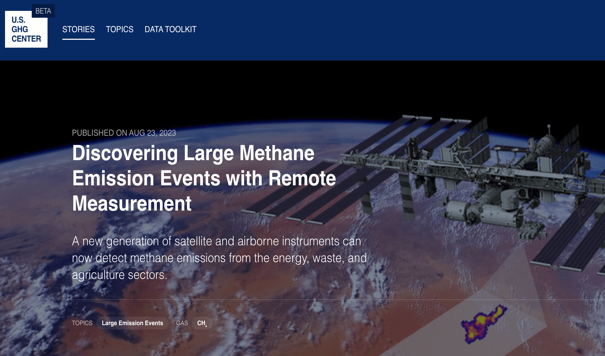 BETA
U.S.
GHG
CENTER
STORIES TOPICS DATA TOOLKIT
PUBLISHED ON AUG 23, 2023
Discovering Large Methane
Emission Events with Remote
Measurement
A new generation of satellite and airborne instruments can
now detect methane emissions from the energy, waste, and
agriculture sectors.
TOPICS Large Emission Events GAS CH₄